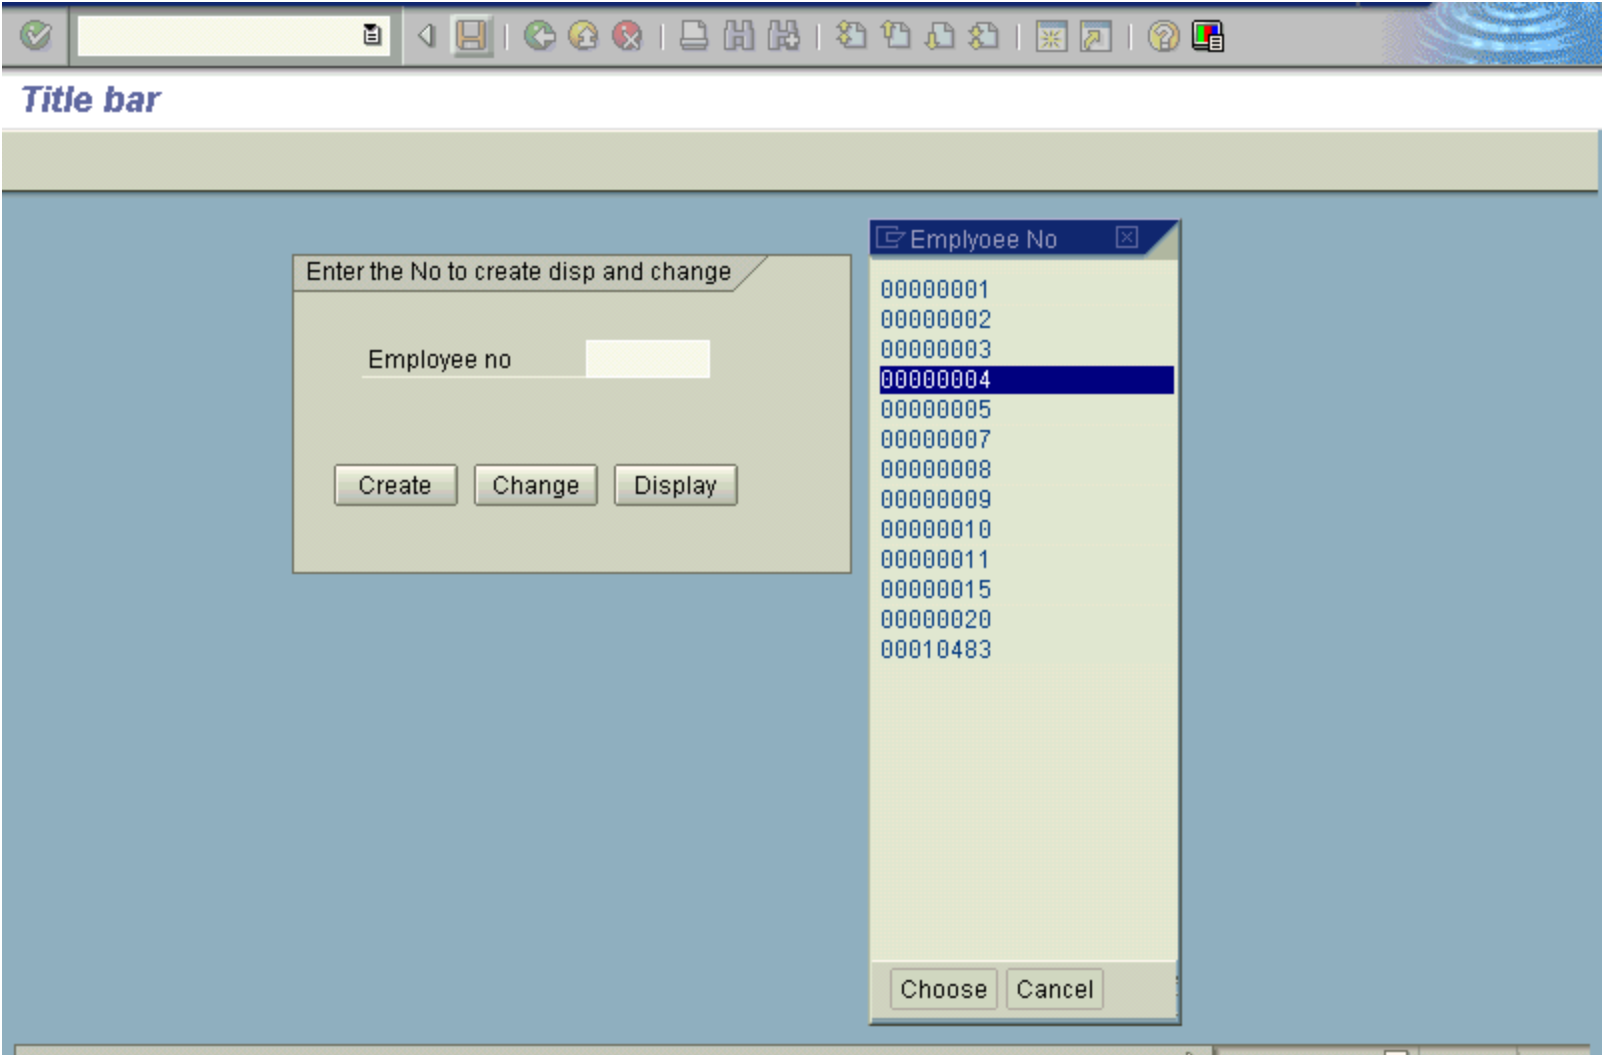 Title bar
Enter the No to create disp and change
Employee no
Create Change Display
Emplyoee No
00000001
00000002
00000003
00000004
00000005
00000007
00000008
00000009
00000010
00000011
00000015
00000020
00010483
Choose Cancel